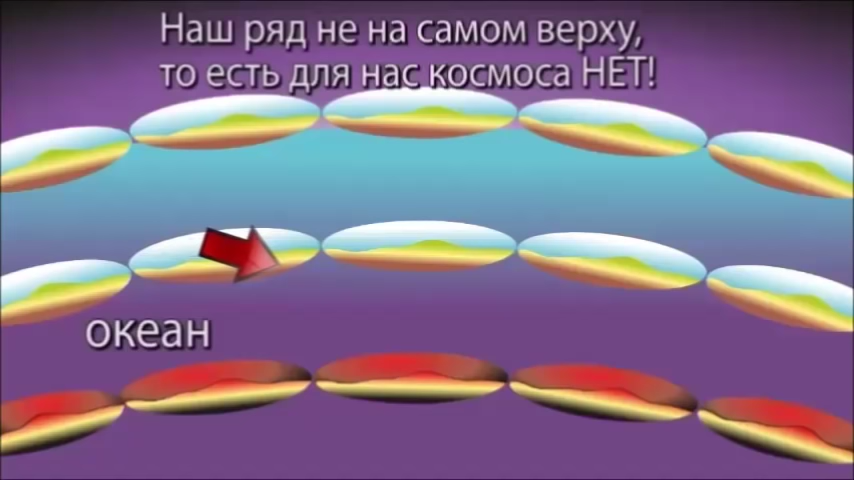 Наш ряд не на самом верху,
то есть для нас космоса НЕТ!
океан